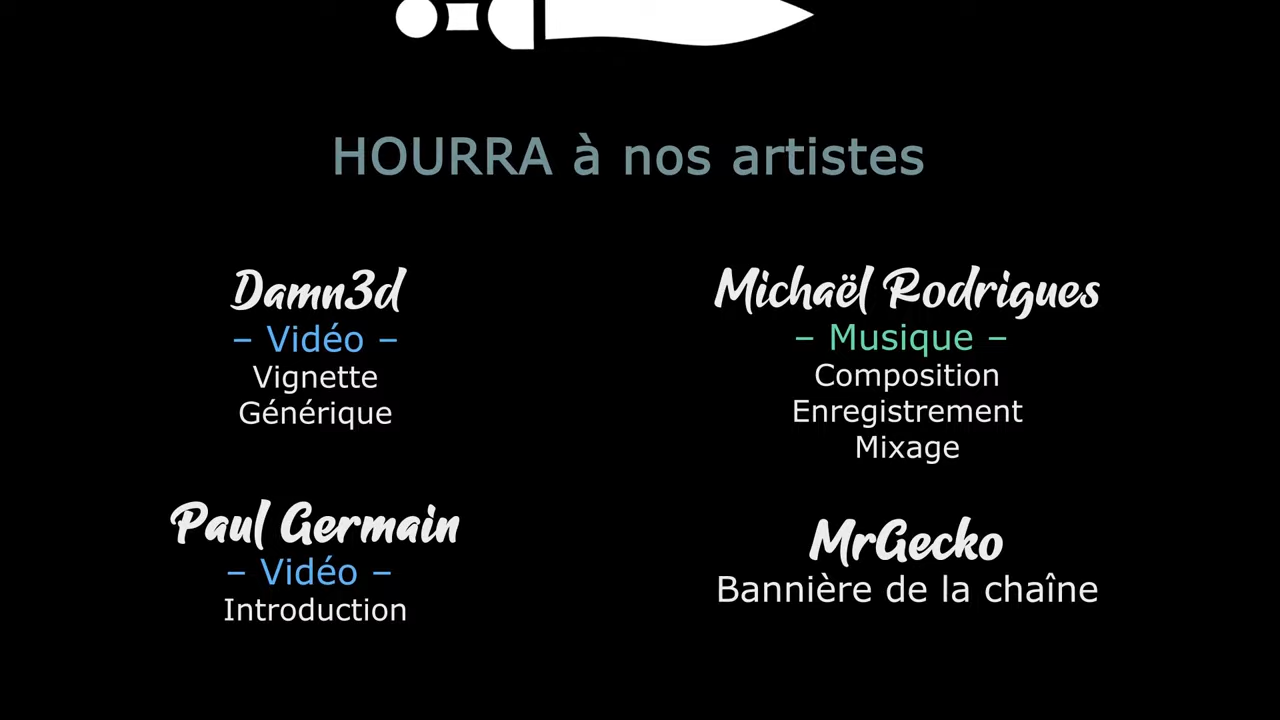 HOURRA à nos artistes
Damn3d
– Vidéo –
Vignette
Générique
Michaël Rodrigues
– Musique –
Composition
Enregistrement
Mixage
Paul Germain
– Vidéo –
Introduction
MrGecko
Bannière de la chaîne